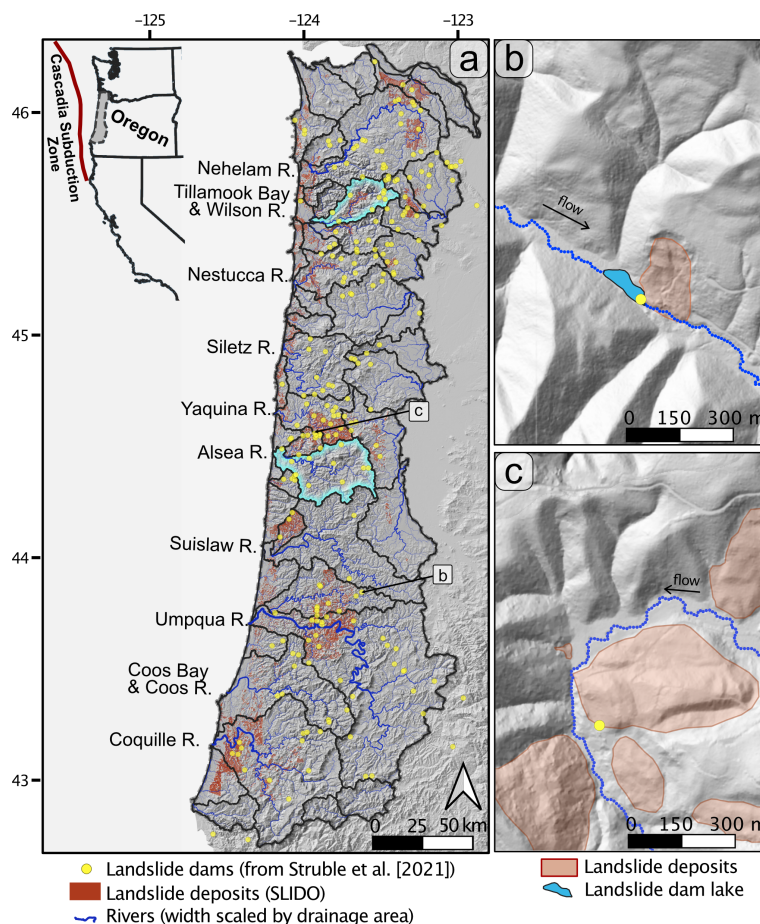 -125
-124
-123
a
b
46
45
44
43
Cascadia Subduction
Zone
Oregon
Nehelam R.
Tillamook Bay
& Wilson R.
Nestucca R.
Siletz R.
Yaquina R.
c
Alsea R.
Suislaw R.
b
Umpqua R.
Coos Bay
& Coos R.
Coquille R.
0 25 50 km
flow
0 150 300 m
c
flow
0 150 300 m
Landslide dams (from Struble et al. [2021])
Landslide deposits (SLIDO)
Rivers (width scaled by drainage area)
Landslide deposits
Landslide dam lake